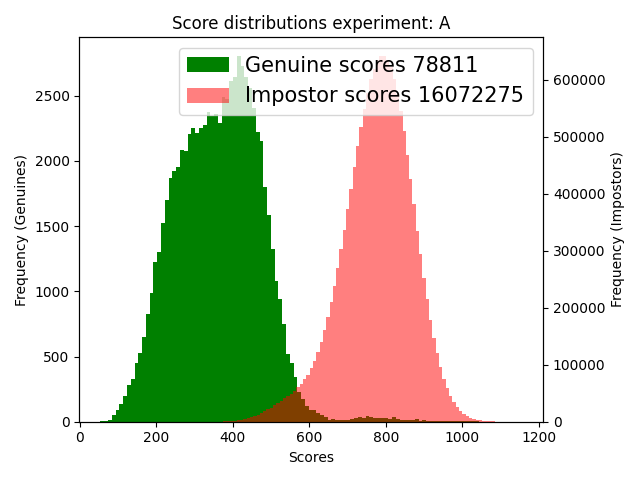 Score distributions experiment: A
Genuine scores 78811
Impostor scores 16072275
Frequency (Genuines)
2500
2000
1500
1000
500
0
600000
500000
400000
300000
200000
100000
0
Frequency (Impostors)
0 200 400 600 800 1000 1200
Scores